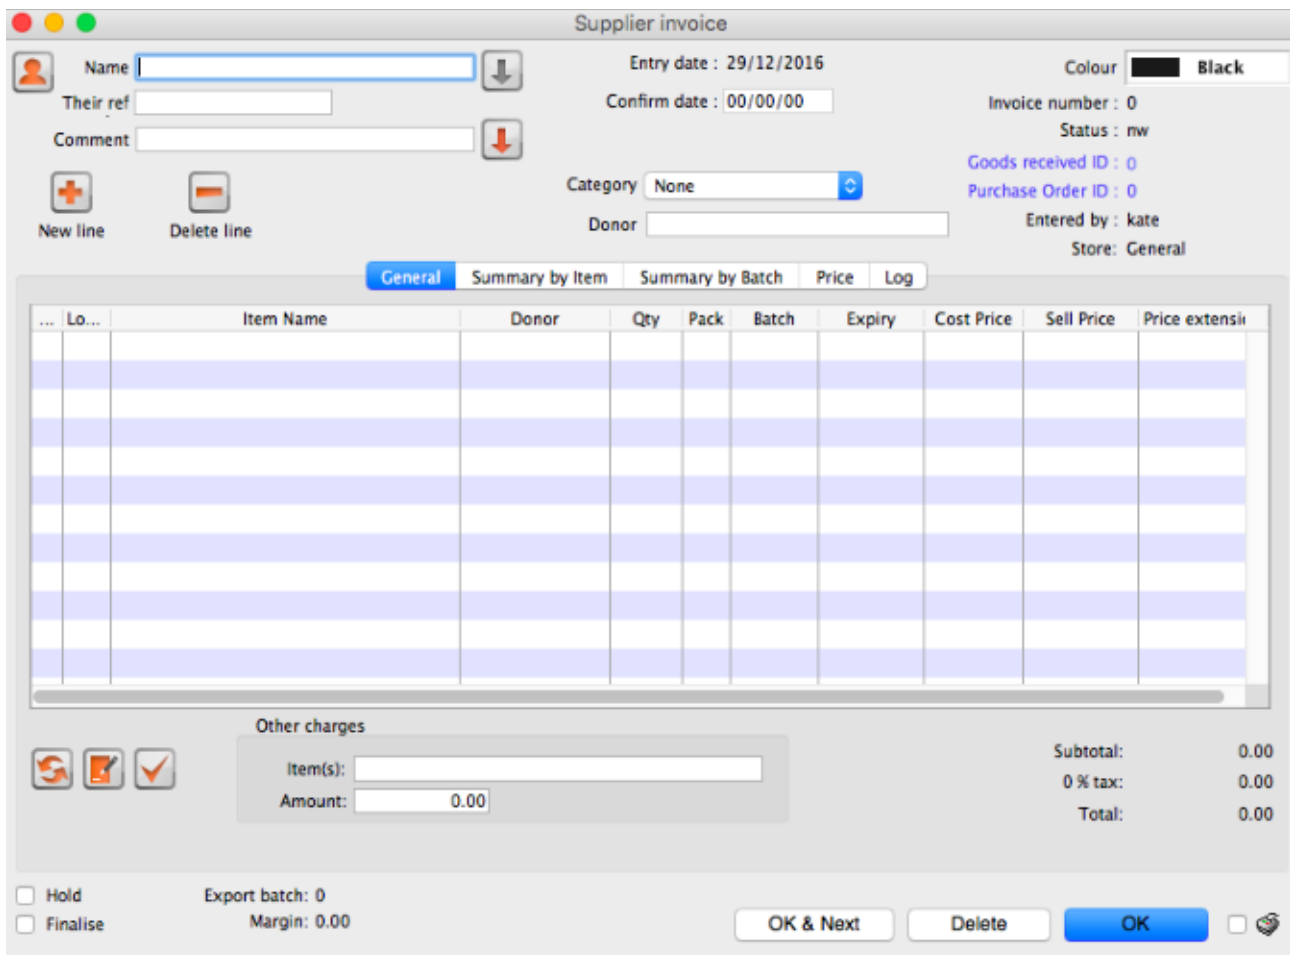 Supplier invoice
Name
Entry date : 29/12/2016
Colour Black
Their ref
Confirm date : 00/00/00
Invoice number : 0
Comment
Status : nw
Goods received ID : 0
Category None
Purchase Order ID : 0
New line Delete line
Donor
Entered by : kate
Store: General
General Summary by Item Summary by Batch Price Log
... Lo... Item Name Donor Qty Pack Batch Expiry Cost Price Sell Price Price extensi
Other charges
Item(s):
Amount: 0.00
Subtotal: 0.00
0 % tax: 0.00
Total: 0.00
Hold Export batch: 0
Finalise Margin: 0.00
OK & Next Delete OK